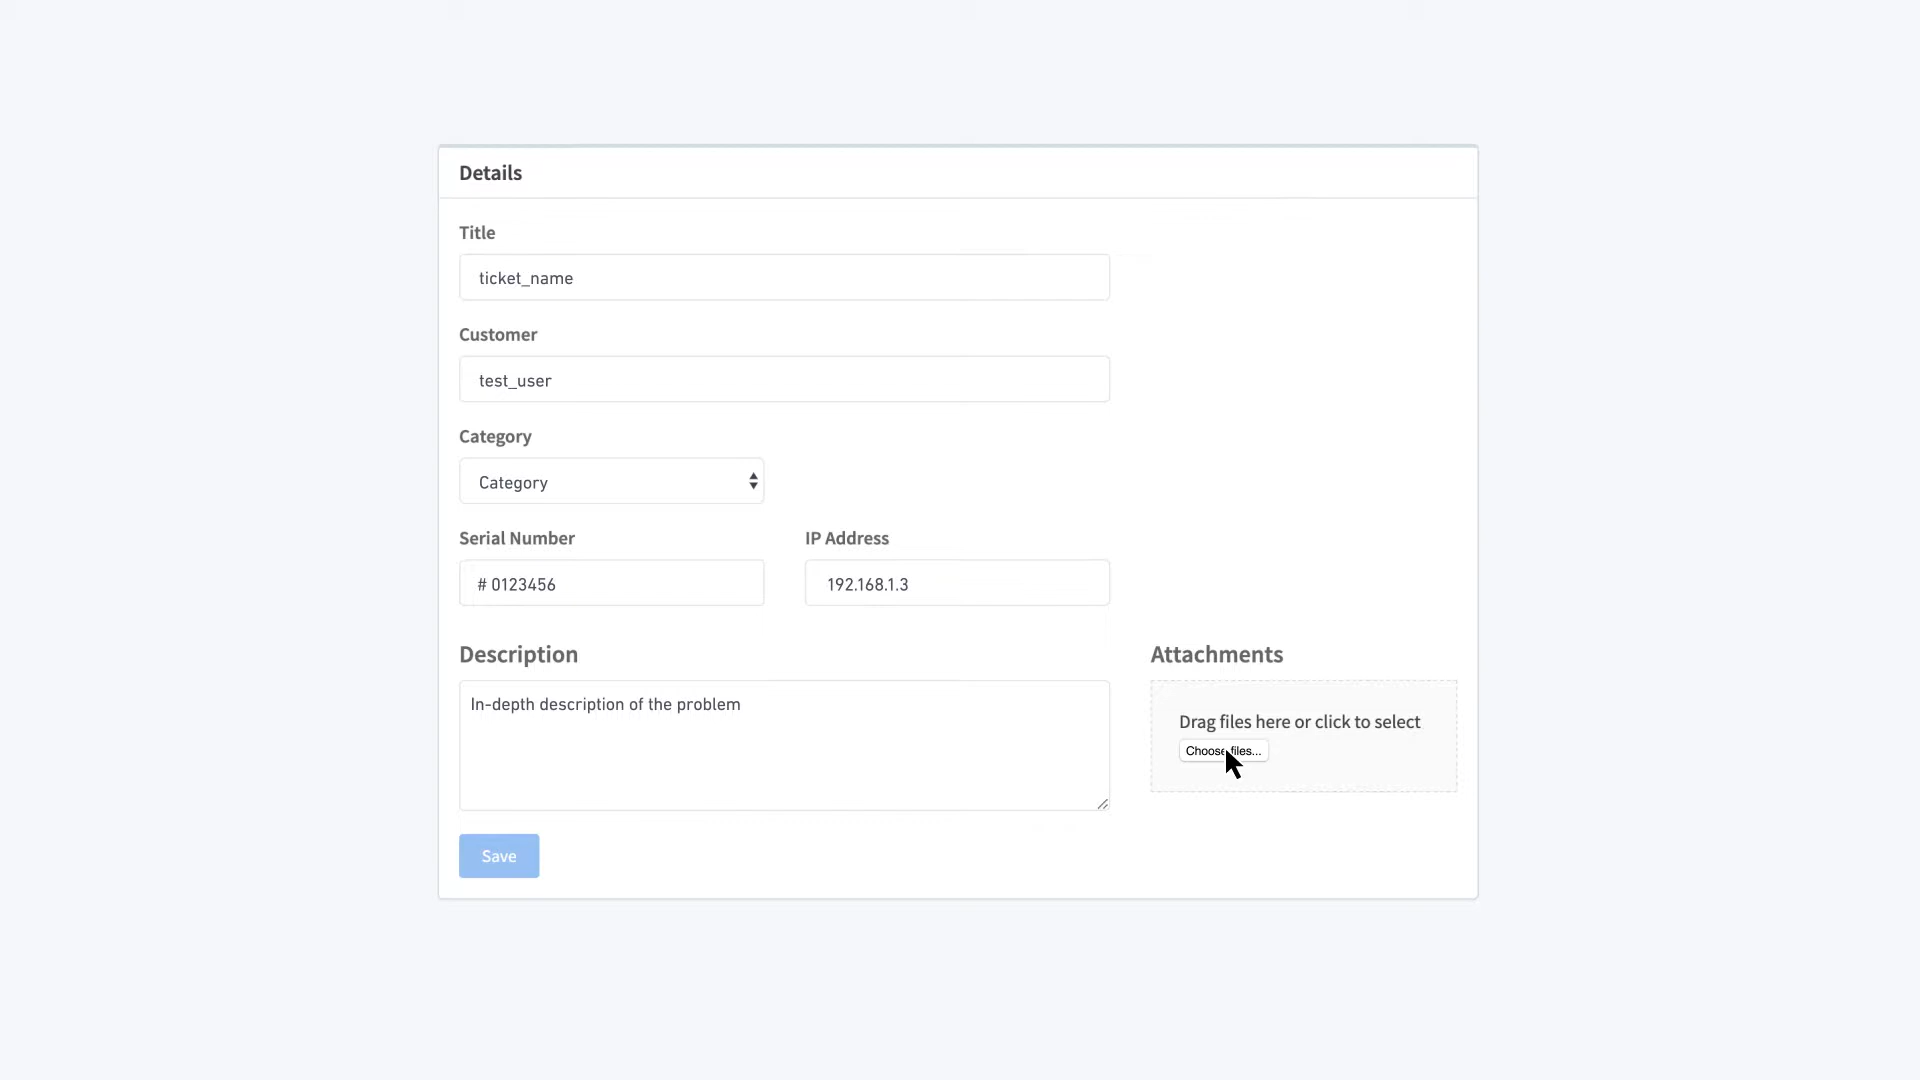 Details
Title
ticket_name
Customer
test_user
Category
Category
Serial Number
IP Address
# 0123456
192.168.1.3
Description
Attachments
In-depth description of the problem
Drag files here or click to select
Choose files...
Save